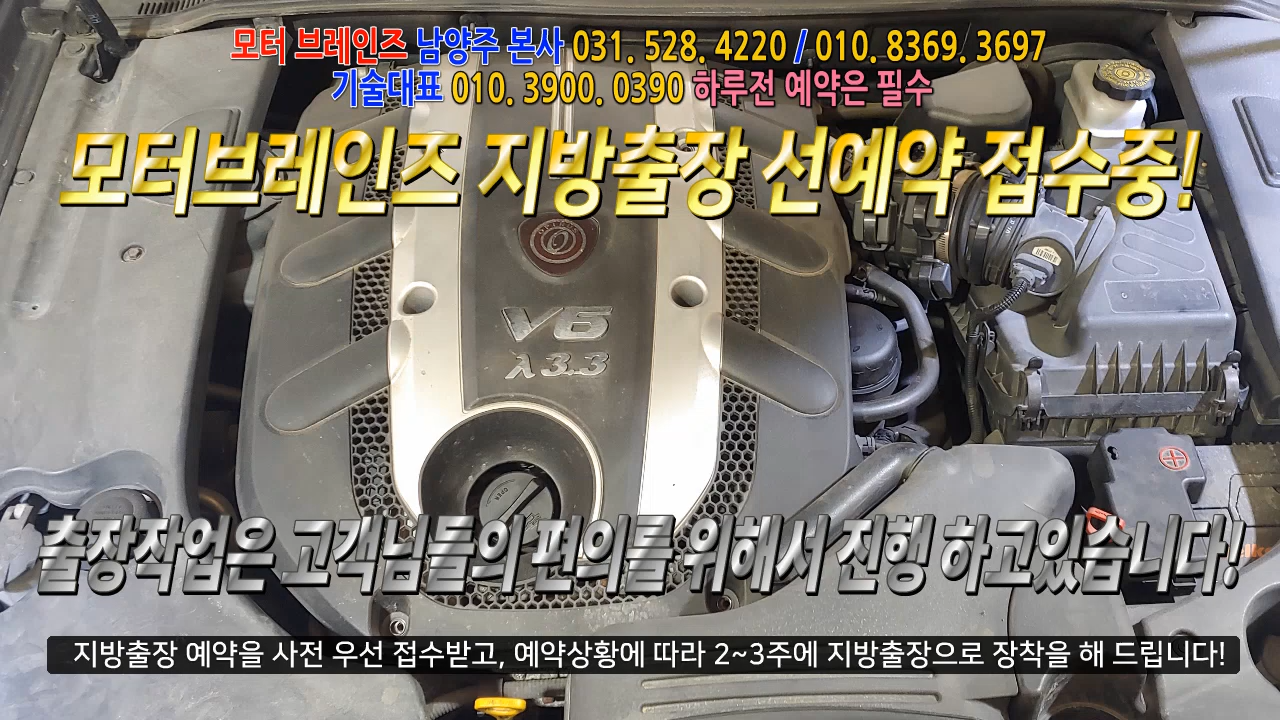 모터 브레인즈 남양주 본사 031. 528. 4220 / 010. 8369. 3697
기술대표 010. 3900. 0390 하루전 예약은 필수
모터브레인즈 지방출장 선예약 접수중!
V6
λ 3.3
OPEN
출장작업은 고객님들의 편의를 위해서 진행 하고있습니다!
지방출장 예약을 사전 우선 접수받고, 예약상황에 따라 2~3주에 지방출장으로 장착을 해 드립니다!